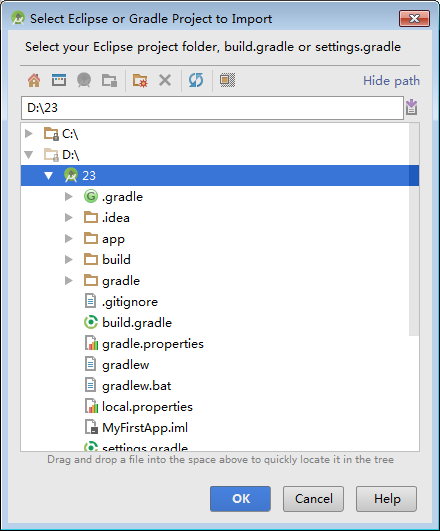 Select Eclipse or Gradle Project to Import
Select your Eclipse project folder, build.gradle or settings.gradle
Hide path
D:\23
C:\
D:\
23
.gradle
.idea
app
build
gradle
.gitignore
build.gradle
gradle.properties
gradlew
gradlew.bat
local.properties
MyFirstApp.iml
settings.gradle
Drag and drop a file into the space above to quickly locate it in the tree
OK Cancel Help